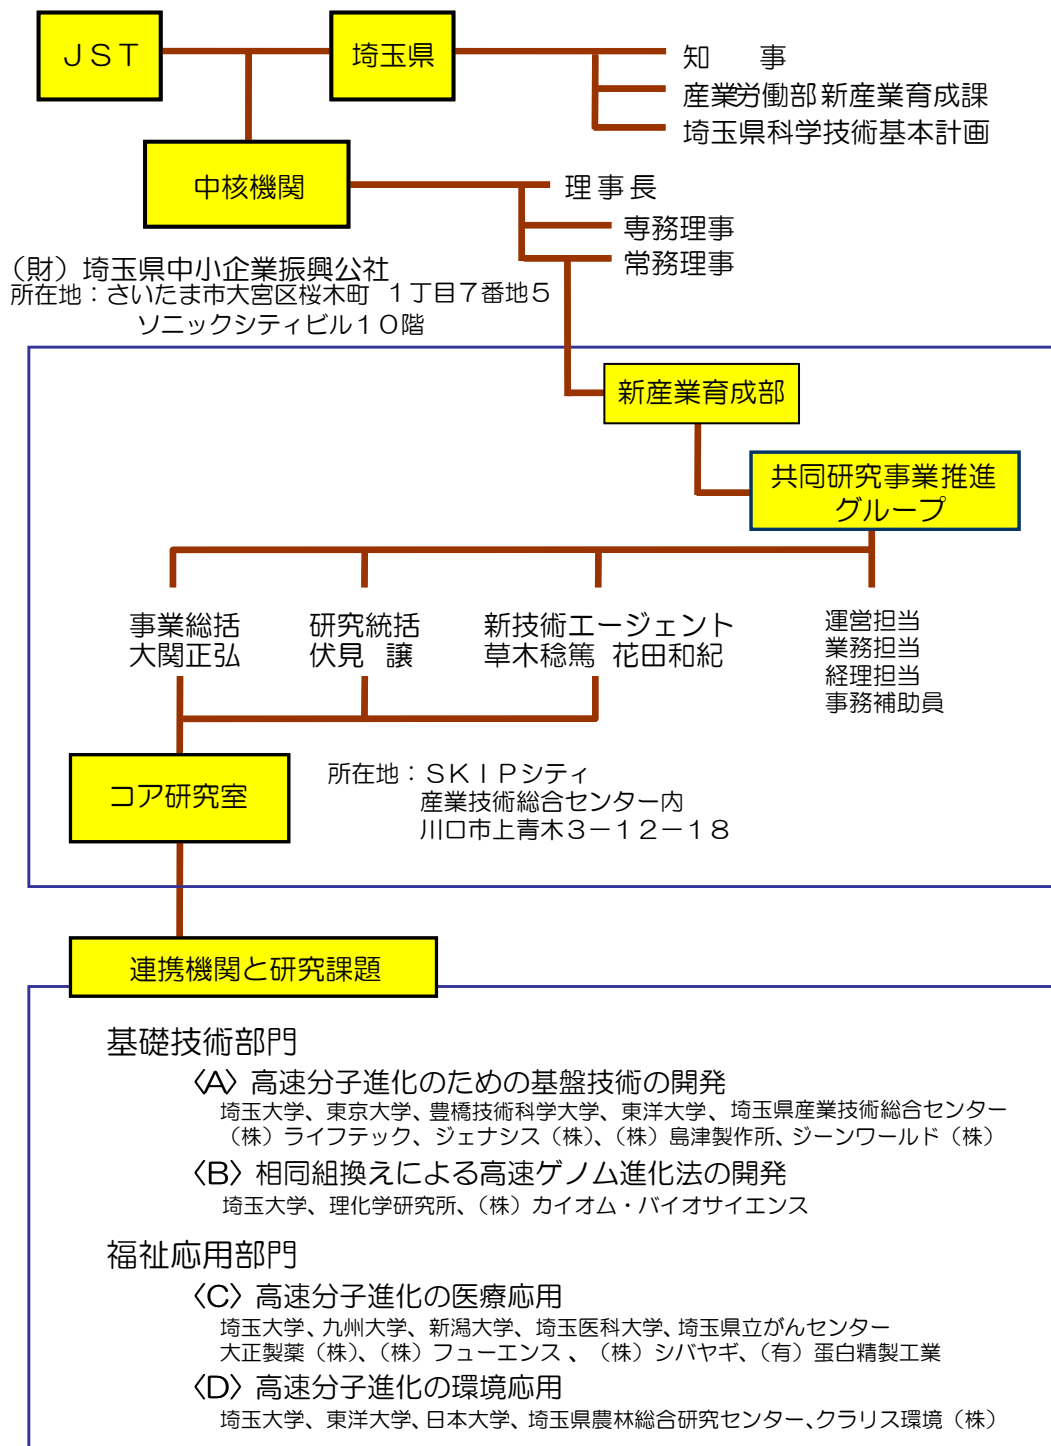 JST
埼玉県
知　事
産業労働部新産業育成課
埼玉県科学技術基本計画
中核機関
理事長
専務理事
常務理事
（財）埼玉県中小企業振興公社
所在地：さいたま市大宮区桜木町 １丁目７番地５
ソニックシティビル１０階
新産業育成部
共同研究事業推進
グループ
事業総括
大関正弘
研究統括
伏見 譲
新技術エージェント
草木稔篤 花田和紀
運営担当
業務担当
経理担当
事務補助員
コア研究室
所在地：ＳＫＩＰシティ
産業技術総合センター内
川口市上青木３－１２－１８
連携機関と研究課題
基礎技術部門
〈A〉高速分子進化のための基盤技術の開発
埼玉大学、東京大学、豊橋技術科学大学、東洋大学、埼玉県産業技術総合センター
（株）ライフテック、ジェナシス（株）、（株）島津製作所、ジーンワールド（株）
〈B〉相同組換えによる高速ゲノム進化法の開発
埼玉大学、理化学研究所、（株）カイオム・バイオサイエンス
福祉応用部門
〈C〉高速分子進化の医療応用
埼玉大学、九州大学、新潟大学、埼玉医科大学、埼玉県立がんセンター
大正製薬（株）、（株）フューエンス、（株）シバヤギ、（有）蛋白精製工業
〈D〉高速分子進化の環境応用
埼玉大学、東洋大学、日本大学、埼玉県農林総合研究センター、クラリス環境（株）